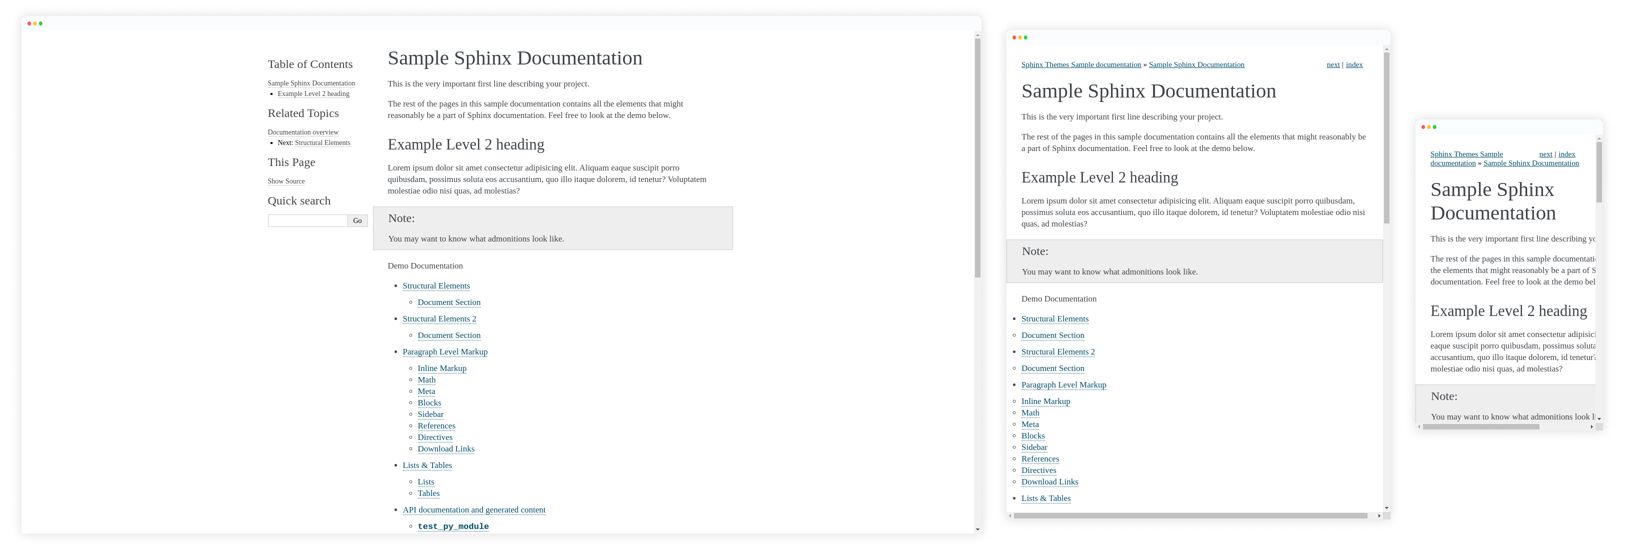 Table of Contents
Sample Sphinx Documentation
Example Level 2 heading
Related Topics
Documentation overview
Next: Structural Elements
This Page
Show Source
Quick search
Go
Sample Sphinx Documentation
This is the very important first line describing your project.
The rest of the pages in this sample documentation contains all the elements that might
reasonably be a part of Sphinx documentation. Feel free to look at the demo below.
Example Level 2 heading
Lorem ipsum dolor sit amet consectetur adipisicing elit. Aliquam eaque suscipit porro
quibusdam, possimus soluta eos accusantium, quo illo itaque dolorem, id tenetur? Voluptatem
molestiae odio nisi quas, ad molestias?
Note:
You may want to know what admonitions look like.
Demo Documentation
Structural Elements
Document Section
Structural Elements 2
Document Section
Paragraph Level Markup
Inline Markup
Math
Meta
Blocks
Sidebar
References
Directives
Download Links
Lists & Tables
Lists
Tables
API documentation and generated content
test_py_module
Sphinx Themes Sample documentation » Sample Sphinx Documentation
next | index
Sample Sphinx Documentation
This is the very important first line describing your project.
The rest of the pages in this sample documentation contains all the elements that might reasonably be
a part of Sphinx documentation. Feel free to look at the demo below.
Example Level 2 heading
Lorem ipsum dolor sit amet consectetur adipisicing elit. Aliquam eaque suscipit porro quibusdam,
possimus soluta eos accusantium, quo illo itaque dolorem, id tenetur? Voluptatem molestiae odio nisi
quas, ad molestias?
Note:
You may want to know what admonitions look like.
Demo Documentation
Structural Elements
Document Section
Structural Elements 2
Document Section
Paragraph Level Markup
Inline Markup
Math
Meta
Blocks
Sidebar
References
Directives
Download Links
Lists & Tables
Sphinx Themes Sample
next | index
documentation » Sample Sphinx Documentation
Sample Sphinx
Documentation
This is the very important first line describing
The rest of the pages in this sample
the elements that might reasonably be a part of
documentation. Feel free to look at the demo
Example Level 2 heading
Lorem ipsum dolor sit amet consectetur
eaque suscipit porro quibusdam, possimus
accusantium, quo illo itaque dolorem, id tenetur?
molestiae odio nisi quas, ad molestias?
Note:
You may want to know what admonitions look